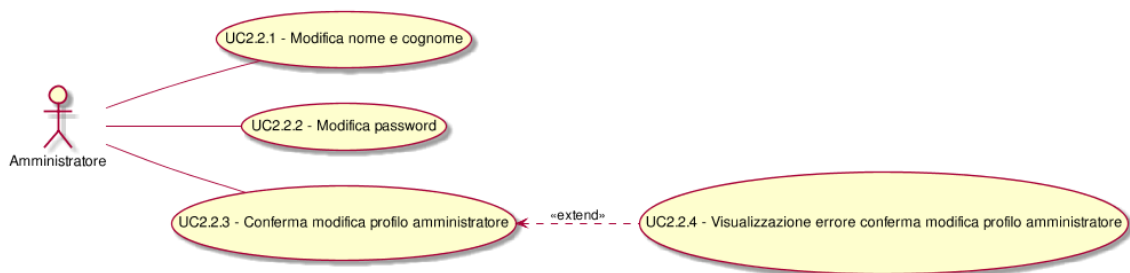 UC2.2.1 - Modifica nome e cognome
UC2.2.2 - Modifica password
Amministratore
UC2.2.3 - Conferma modifica profilo amministratore
«extend»
UC2.2.4 - Visualizzazione errore conferma modifica profilo amministratore